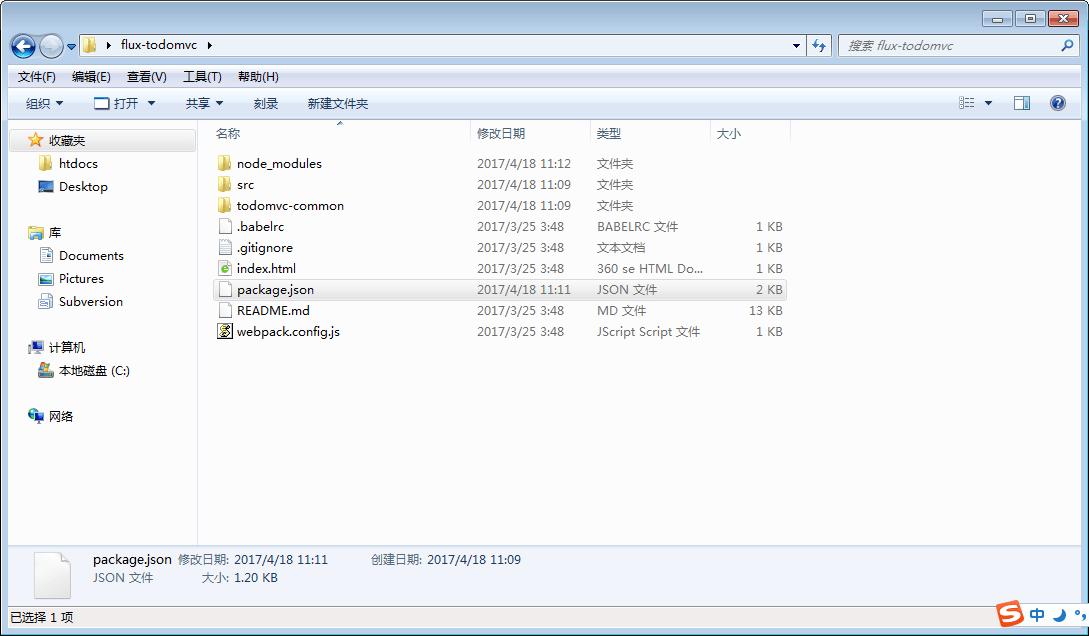 flux-todomvc
搜索 flux-todomvc
文件(F) 编辑(E) 查看(V) 工具(T) 帮助(H)
组织 打开 共享 刻录 新建文件夹
收藏夹
htdocs
Desktop
库
Documents
Pictures
Subversion
计算机
本地磁盘 (C:)
网络
名称 修改日期 类型 大小
node_modules 2017/4/18 11:12 文件夹
src 2017/4/18 11:09 文件夹
todomvc-common 2017/4/18 11:09 文件夹
.babelrc 2017/3/25 3:48 BABELRC 文件 1 KB
.gitignore 2017/3/25 3:48 文本文档 1 KB
index.html 2017/3/25 3:48 360 se HTML Do... 1 KB
package.json 2017/4/18 11:11 JSON 文件 2 KB
README.md 2017/3/25 3:48 MD 文件 13 KB
webpack.config.js 2017/3/25 3:48 JScript Script 文件 1 KB
package.json 修改日期: 2017/4/18 11:11 创建日期: 2017/4/18 11:09
JSON 文件 大小: 1.20 KB
已选择 1 项
S 中